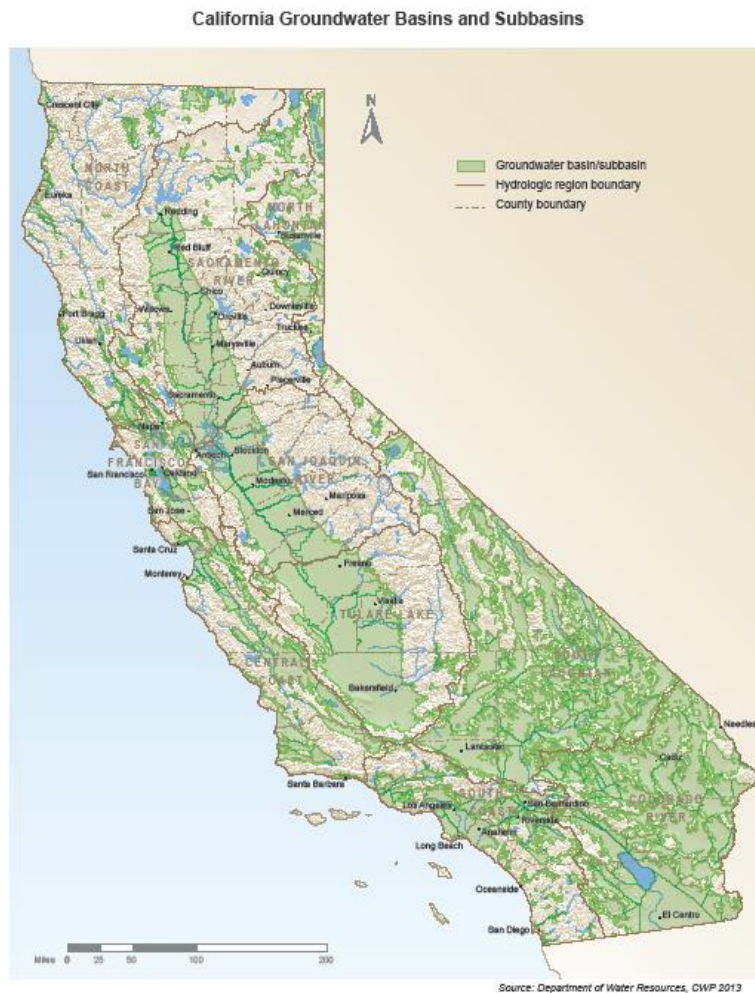 California Groundwater Basins and Subbasins
N
Groundwater basin/subbasin
Hydrologic region boundary
County boundary
Crescent City
NORTH
COAST
Eureka
Redding
NORTH
LAHONTAN
Susanville
Red Bluff
SACRAMENTO
RIVER
Quincy
Chico
Willows
Oroville
Downieville
Fort Bragg
Truckee
Ukiah
Marysville
Auburn
Placerville
Sacramento
Napa
SAN
FRANCISCO
BAY
Antioch
Stockton
SAN JOAQUIN
RIVER
San Francisco
Oakland
Modesto
Mariposa
San Jose
Merced
Santa Cruz
Monterey
Fresno
Visalia
TULARE LAKE
CENTRAL
COAST
SOUTH
LAHONTAN
Bakersfield
Needles
Lancaster
Cadiz
Santa Barbara
Los Angeles
SOUTH
COAST
San Bernardino
Riverside
COLORADO
RIVER
Anaheim
Long Beach
Oceanside
San Diego
El Centro
Miles 0 25 50 100 200
Source: Department of Water Resources, CWP 2013